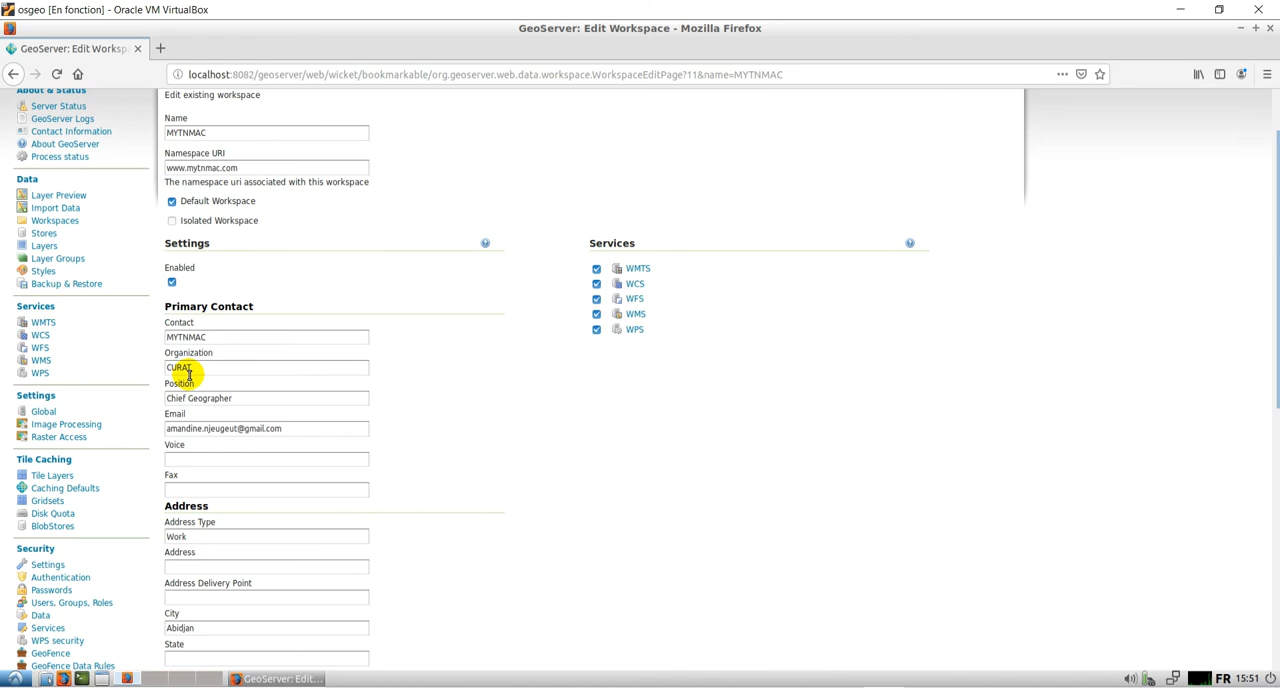 osgeo [En fonction] - Oracle VM VirtualBox
GeoServer: Edit Workspace - Mozilla Firefox
GeoServer: Edit Worksp
localhost:8082/geoserver/web/wicket/bookmarkable/org.geoserver.web.data.workspace.WorkspaceEditPage?11&name=MYTNMAC
About & Status
Server Status
GeoServer Logs
Contact Information
About GeoServer
Process status
Data
Layer Preview
Import Data
Workspaces
Stores
Layers
Layer Groups
Styles
Backup & Restore
Services
WMTS
WCS
WFS
WMS
WPS
Settings
Global
Image Processing
Raster Access
Tile Caching
Tile Layers
Caching Defaults
Gridsets
Disk Quota
BlobStores
Security
Settings
Authentication
Passwords
Users, Groups, Roles
Data
Services
WPS security
GeoFence
GeoFence Data Rules
Edit existing workspace
Name
MYTNMAC
Namespace URI
www.mytnmac.com
The namespace uri associated with this workspace
Default Workspace
Isolated Workspace
Settings
Enabled
Primary Contact
Contact
MYTNMAC
Organization
CURAT
Position
Chief Geographer
Email
amandine.njeugeut@gmail.com
Voice
Fax
Address
Address Type
Work
Address
Address Delivery Point
City
Abidjan
State
Services
WMTS
WCS
WFS
WMS
WPS
GeoServer: Edit...
FR 15:51